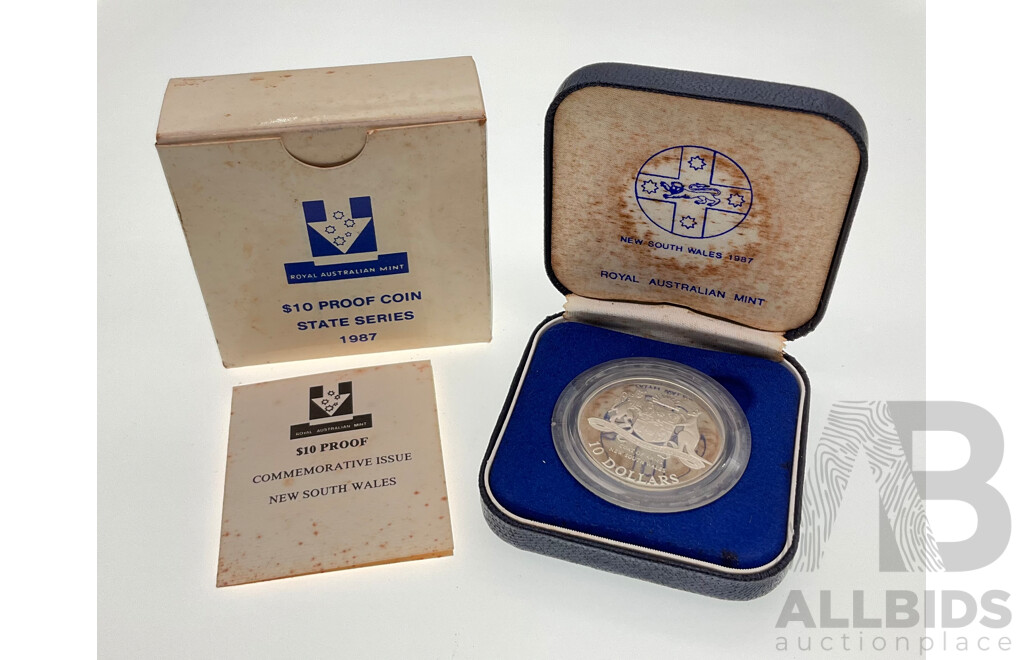 ROYAL AUSTRALIAN MINT
$10 PROOF COIN
STATE SERIES
1987
ROYAL AUSTRALIAN MINT
$10 PROOF
COMMEMORATIVE ISSUE
NEW SOUTH WALES
NEW SOUTH WALES 1987
ROYAL AUSTRALIAN MINT
10 DOLLARS
AB
ALLBIDS
auctionplace